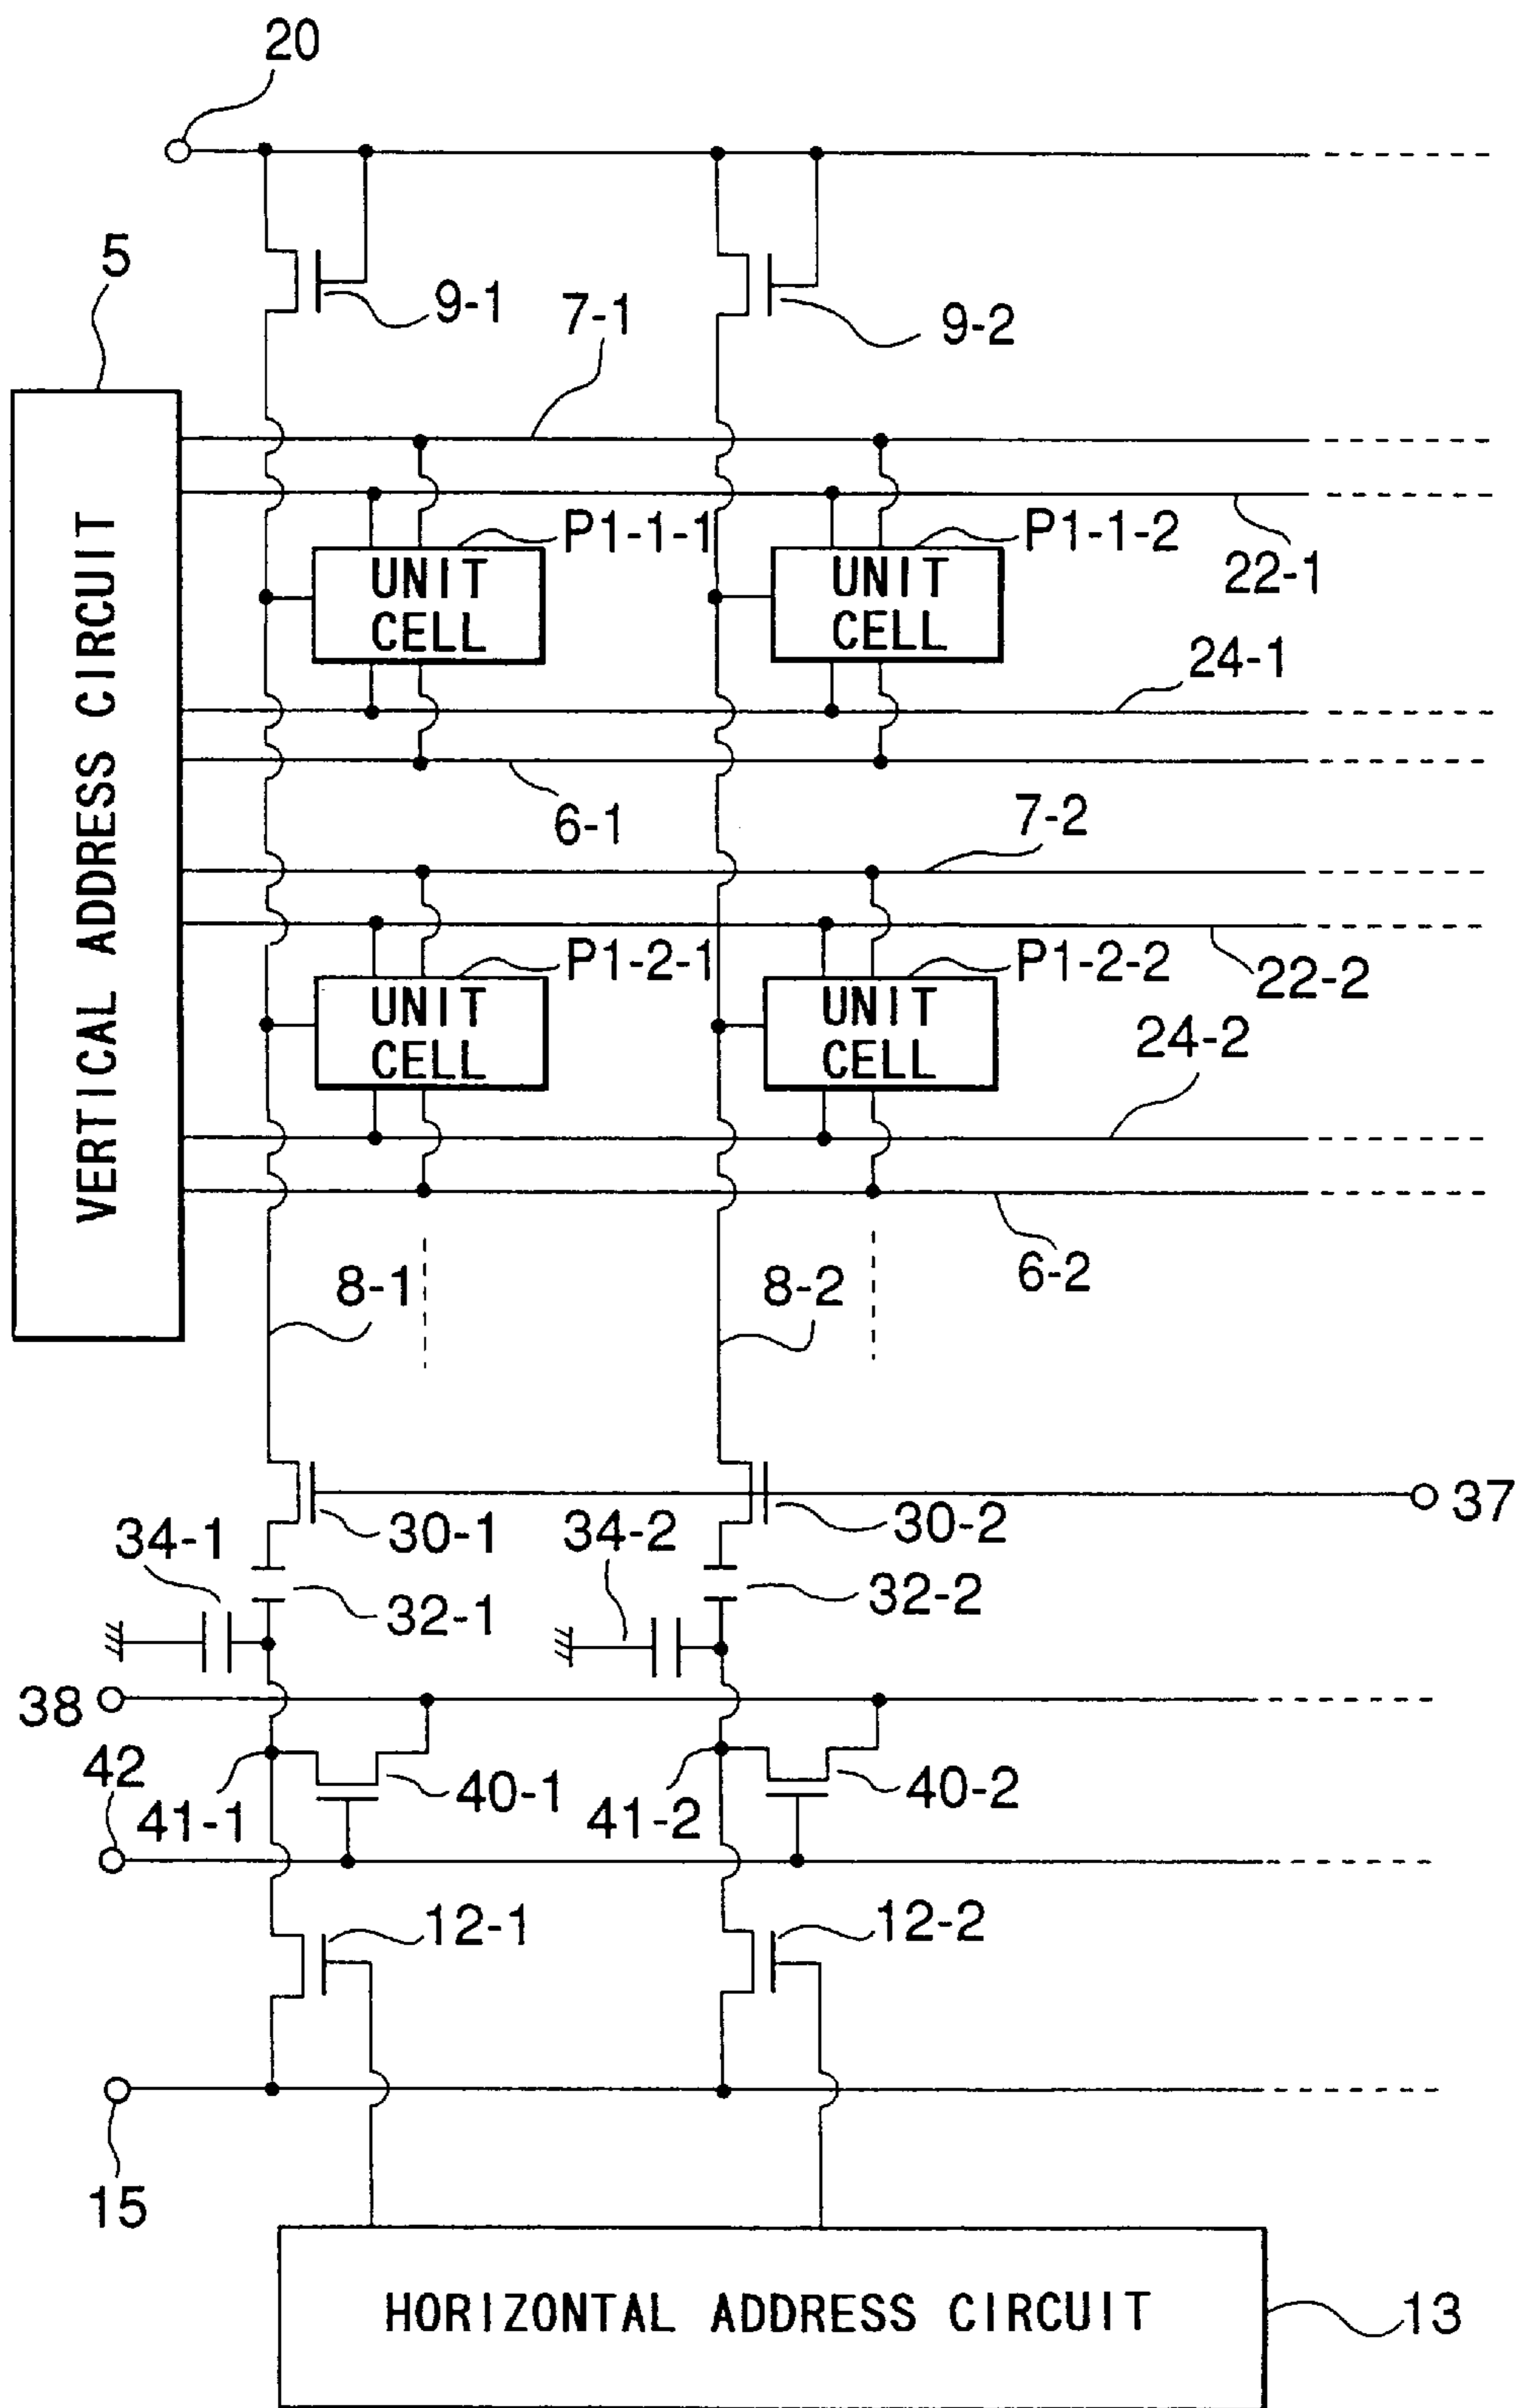 20
5
9-1
7-1
9-2
VERTICAL ADDRESS CIRCUIT
P1-1-1
P1-1-2
UNIT
CELL
UNIT
CELL
22-1
24-1
6-1
7-2
P1-2-1
P1-2-2
UNIT
CELL
UNIT
CELL
22-2
24-2
6-2
8-1
8-2
37
34-1
30-1
34-2
30-2
32-1
32-2
38
42
41-1
40-1
41-2
40-2
12-1
12-2
15
HORIZONTAL ADDRESS CIRCUIT
13